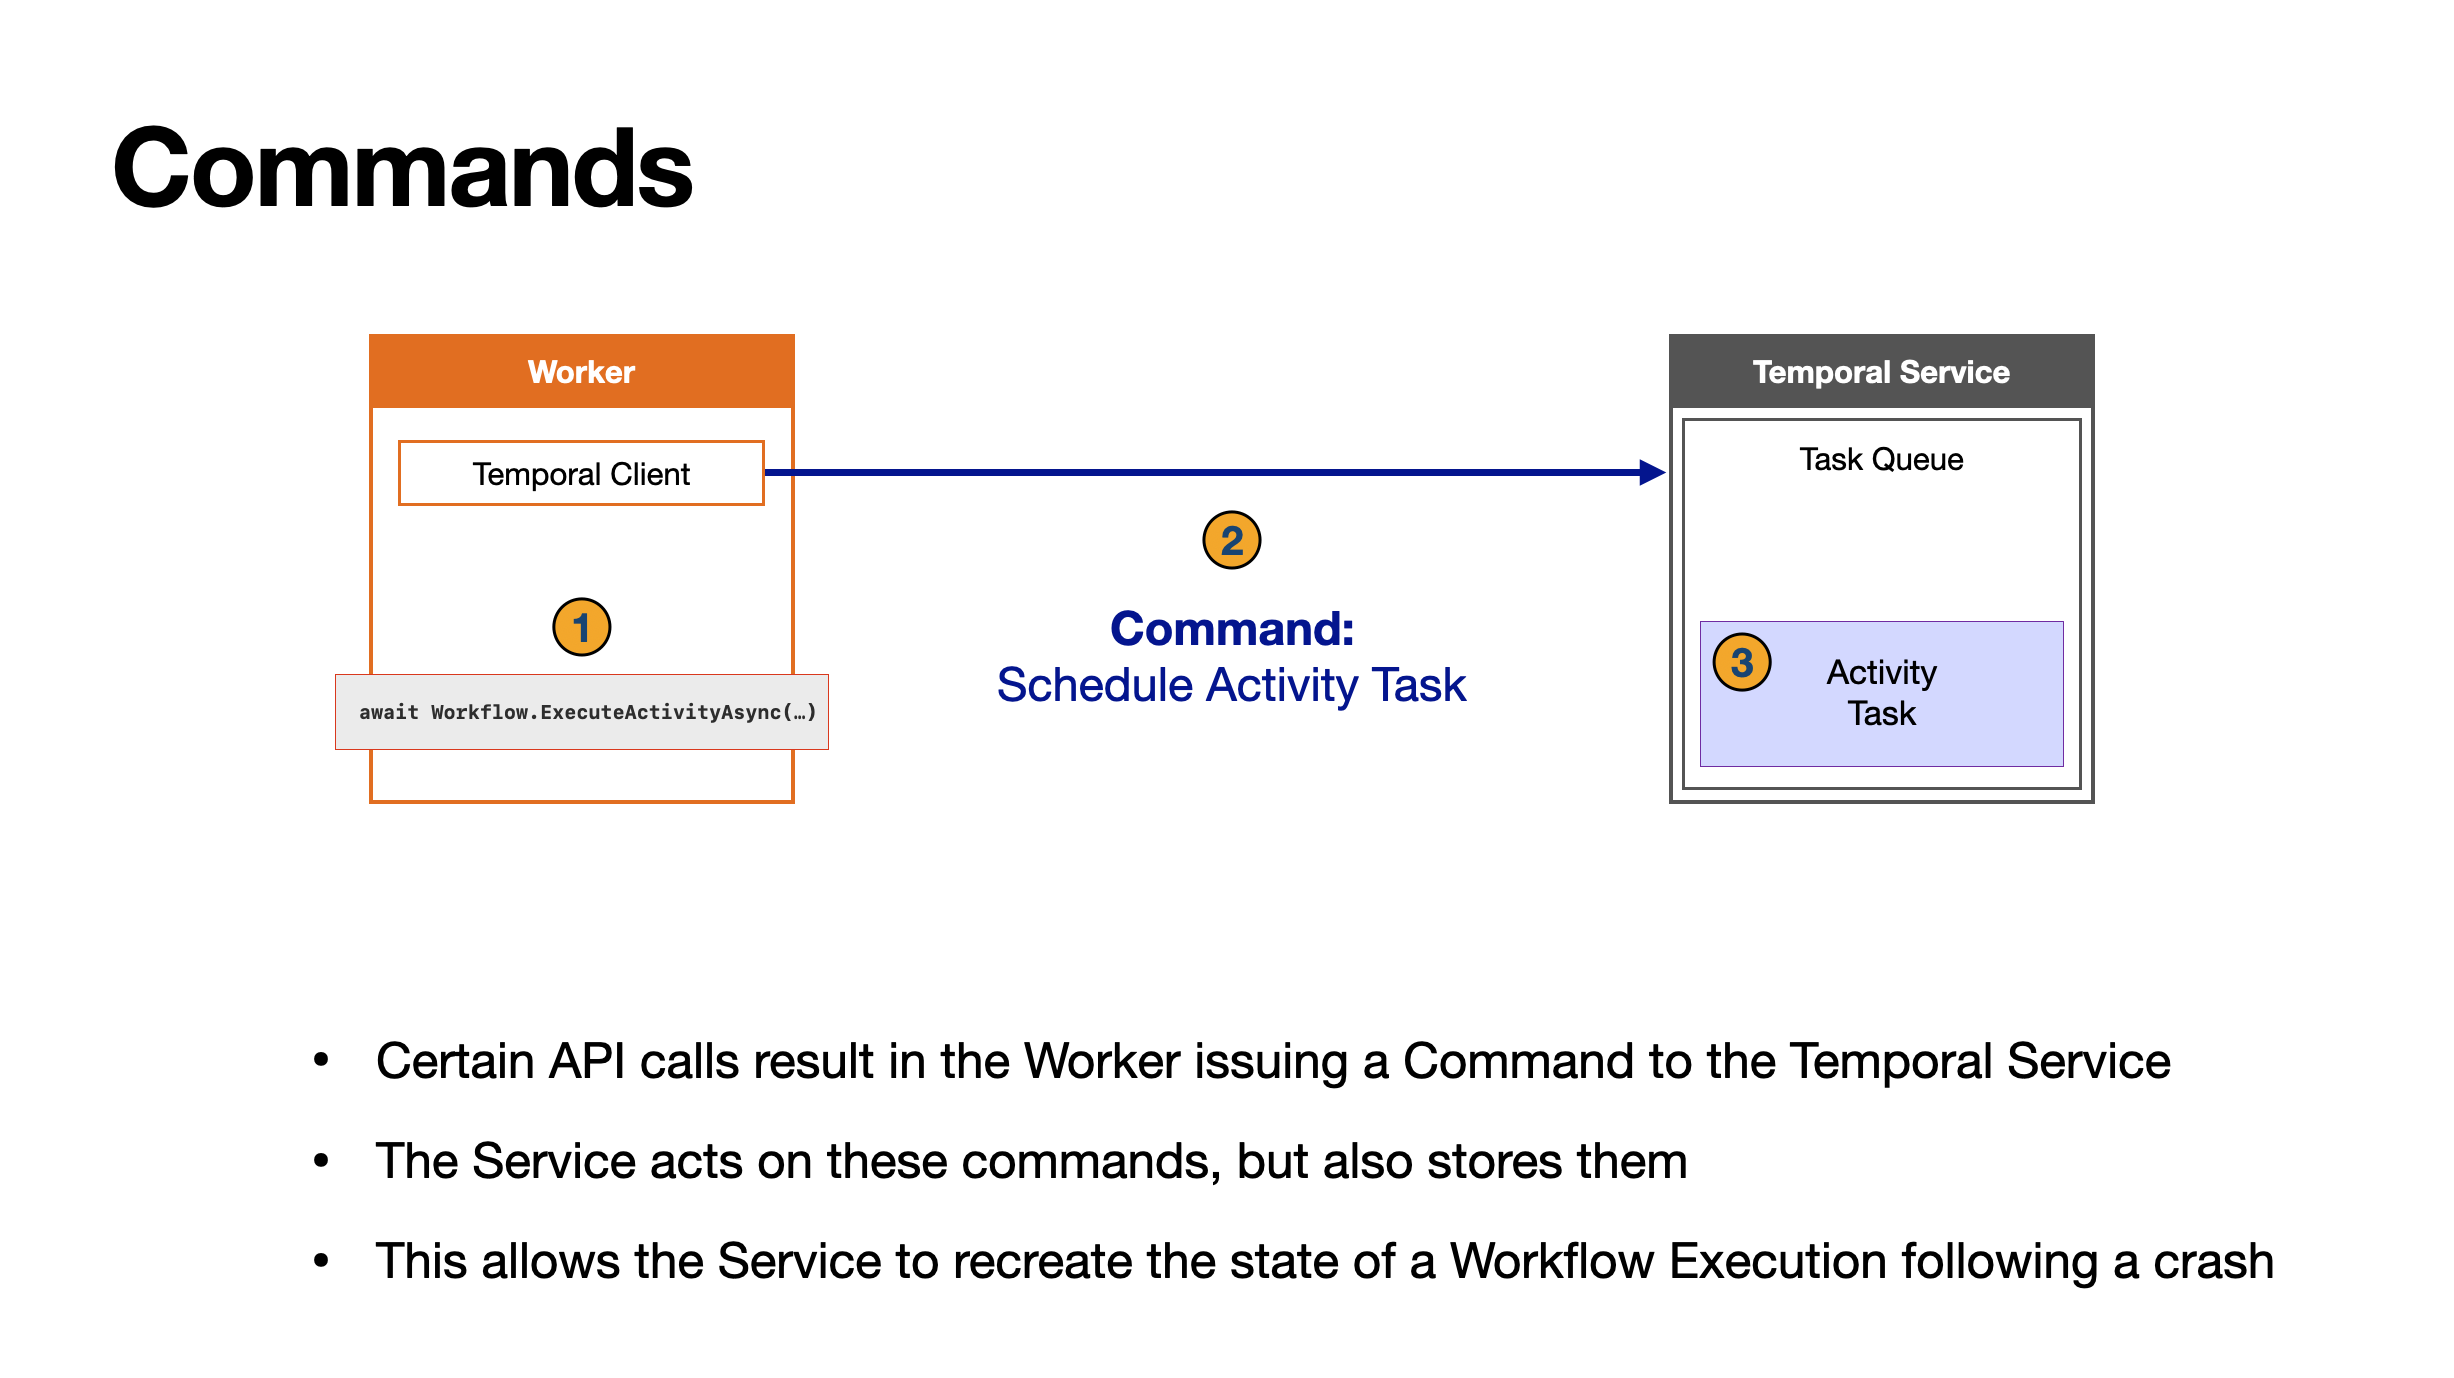 Commands
Worker
Temporal Client
1
await Workflow.ExecuteActivityAsync(…)
2
Command:
Schedule Activity Task
Temporal Service
Task Queue
3
Activity
Task
• Certain API calls result in the Worker issuing a Command to the Temporal Service
• The Service acts on these commands, but also stores them
• This allows the Service to recreate the state of a Workflow Execution following a crash